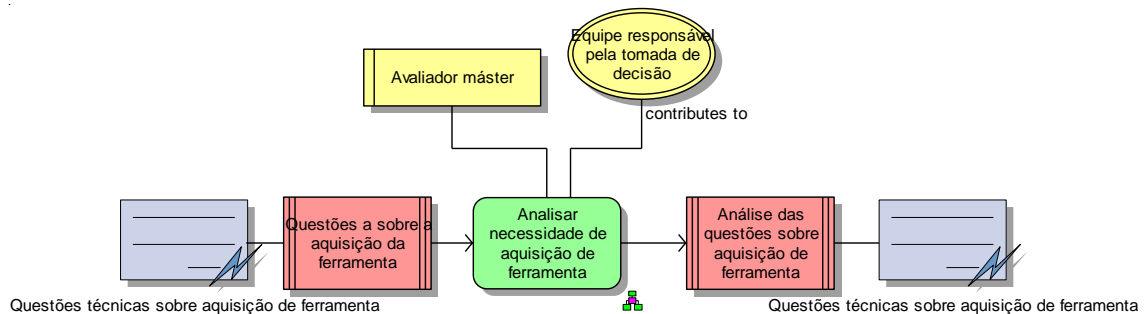 Equipe responsável
pela tomada de
decisão
Avaliador máster
contributes to
Questões a sobre a
aquisição da
ferramenta
Analisar
necessidade de
aquisição de
ferramenta
Análise das
questões sobre
aquisição de
ferramenta
Questões técnicas sobre aquisição de ferramenta
Questões técnicas sobre aquisição de ferramenta